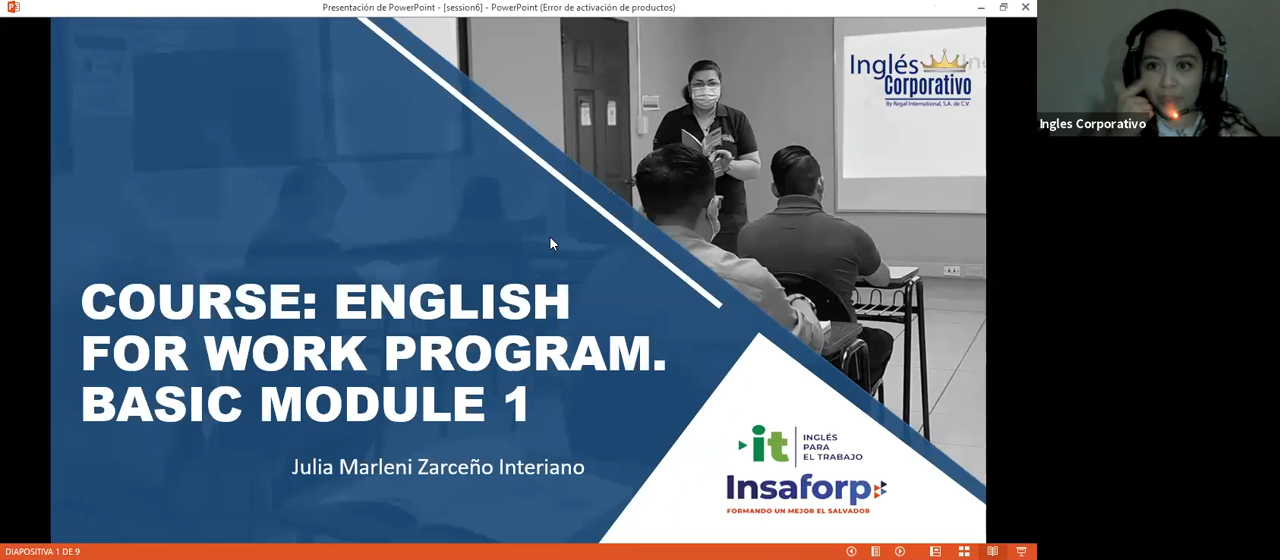 Presentación de PowerPoint - [session6] - PowerPoint (Error de activación de productos)
Inglés
Corporativo
By Regal International, S.A. de C.V.
Ingles Corporativo
COURSE: ENGLISH
FOR WORK PROGRAM.
BASIC MODULE 1
Julia Marleni Zarceño Interiano
it
INGLÉS
PARA
EL TRABAJO
Insaforp
FORMANDO UN MEJOR EL SALVADOR
DIAPOSITIVA 1 DE 9